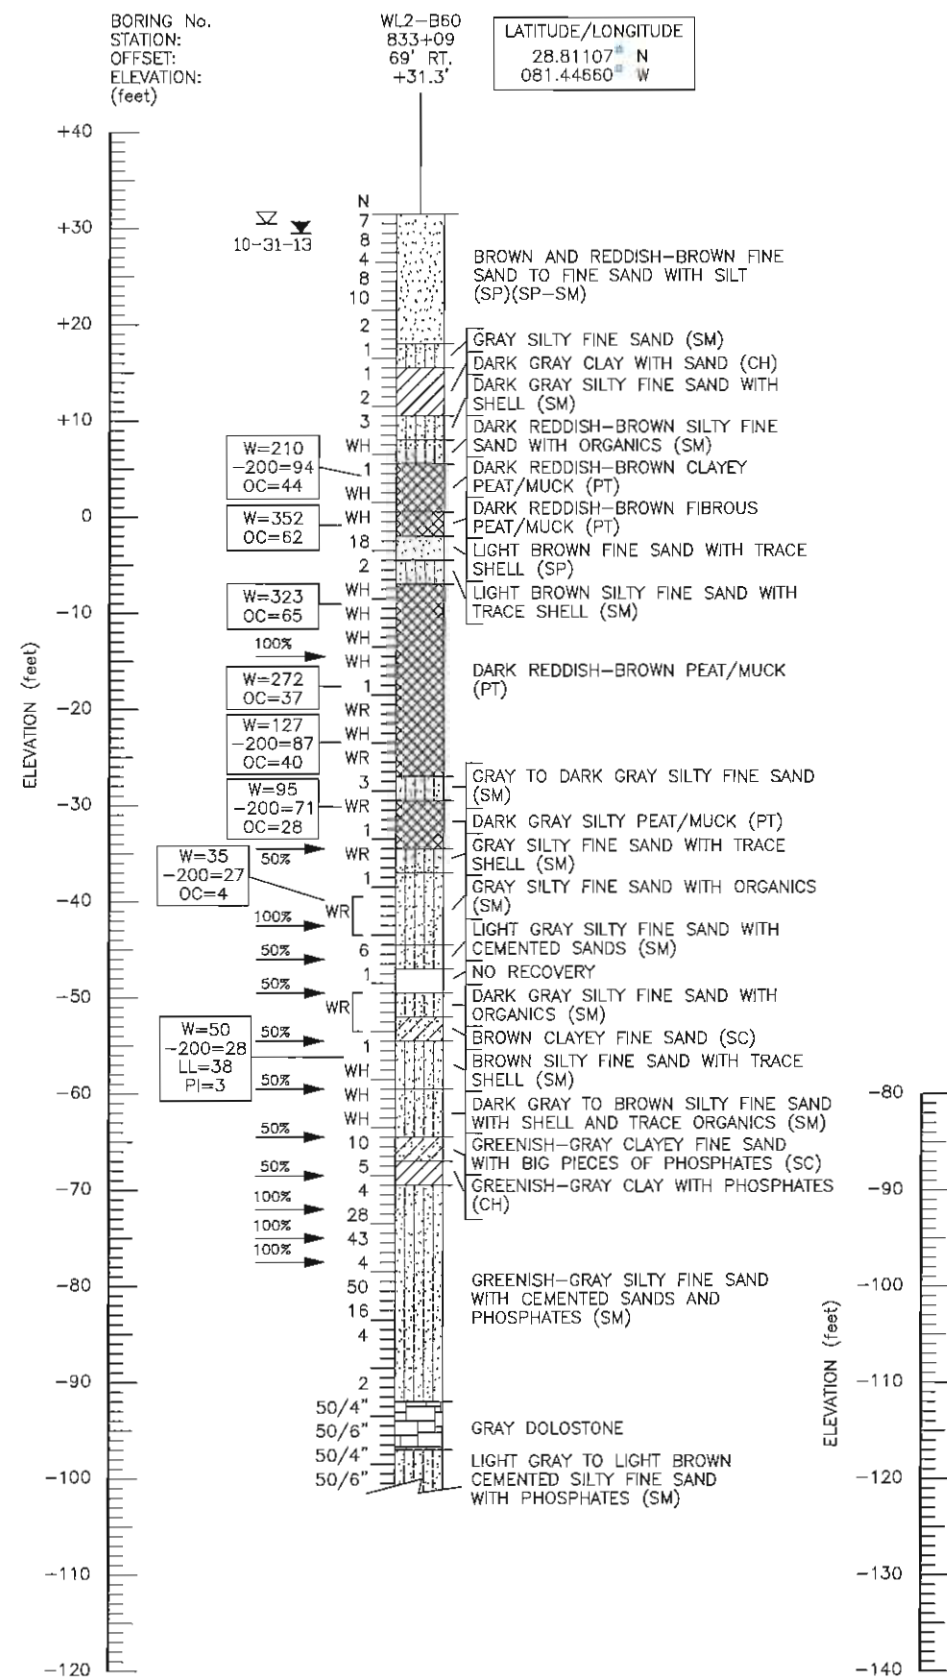 BORING No. WL2-B60
STATION: 833+09
OFFSET: 69' RT.
ELEVATION: +31.3'
(feet)
LATITUDE/LONGITUDE
28.81107° N
081.44660° W
+40
+30
+20
+10
0
-10
-20
-30
-40
-50
-60
-70
-80
-90
-100
-110
-120
ELEVATION (feet)
10-31-13
W=210
-200=94
OC=44
W=352
OC=62
W=323
OC=65
100%
W=272
OC=37
W=127
-200=87
OC=40
W=95
-200=71
OC=28
50%
W=35
-200=27
OC=4
100%
50%
50%
W=50
-200=28
LL=38
PI=3
50%
50%
50%
50%
100%
100%
100%
N
7
8
4
8
10
2
1
1
2
3
WH
1
WH
WH
18
2
WH
WH
WH
WH
1
WR
WH
WR
3
WR
1
WR
1
WR
6
1
WR
1
WH
WH
WH
10
5
4
28
43
4
50
16
4
2
50/4"
50/6"
50/4"
50/6"
BROWN AND REDDISH-BROWN FINE
SAND TO FINE SAND WITH SILT
(SP)(SP-SM)
GRAY SILTY FINE SAND (SM)
DARK GRAY CLAY WITH SAND (CH)
DARK GRAY SILTY FINE SAND WITH
SHELL (SM)
DARK REDDISH-BROWN SILTY FINE
SAND WITH ORGANICS (SM)
DARK REDDISH-BROWN CLAYEY
PEAT/MUCK (PT)
DARK REDDISH-BROWN FIBROUS
PEAT/MUCK (PT)
LIGHT BROWN FINE SAND WITH TRACE
SHELL (SP)
LIGHT BROWN SILTY FINE SAND WITH
TRACE SHELL (SM)
DARK REDDISH-BROWN PEAT/MUCK
(PT)
GRAY TO DARK GRAY SILTY FINE SAND
(SM)
DARK GRAY SILTY PEAT/MUCK (PT)
GRAY SILTY FINE SAND WITH TRACE
SHELL (SM)
GRAY SILTY FINE SAND WITH ORGANICS
(SM)
LIGHT GRAY SILTY FINE SAND WITH
CEMENTED SANDS (SM)
NO RECOVERY
DARK GRAY SILTY FINE SAND WITH
ORGANICS (SM)
BROWN CLAYEY FINE SAND (SC)
BROWN SILTY FINE SAND WITH TRACE
SHELL (SM)
DARK GRAY TO BROWN SILTY FINE SAND
WITH SHELL AND TRACE ORGANICS (SM)
GREENISH-GRAY CLAYEY FINE SAND
WITH BIG PIECES OF PHOSPHATES (SC)
GREENISH-GRAY CLAY WITH PHOSPHATES
(CH)
GREENISH-GRAY SILTY FINE SAND
WITH CEMENTED SANDS AND
PHOSPHATES (SM)
GRAY DOLOSTONE
LIGHT GRAY TO LIGHT BROWN
CEMENTED SILTY FINE SAND
WITH PHOSPHATES (SM)
-80
-90
-100
-110
-120
-130
-140
ELEVATION (feet)